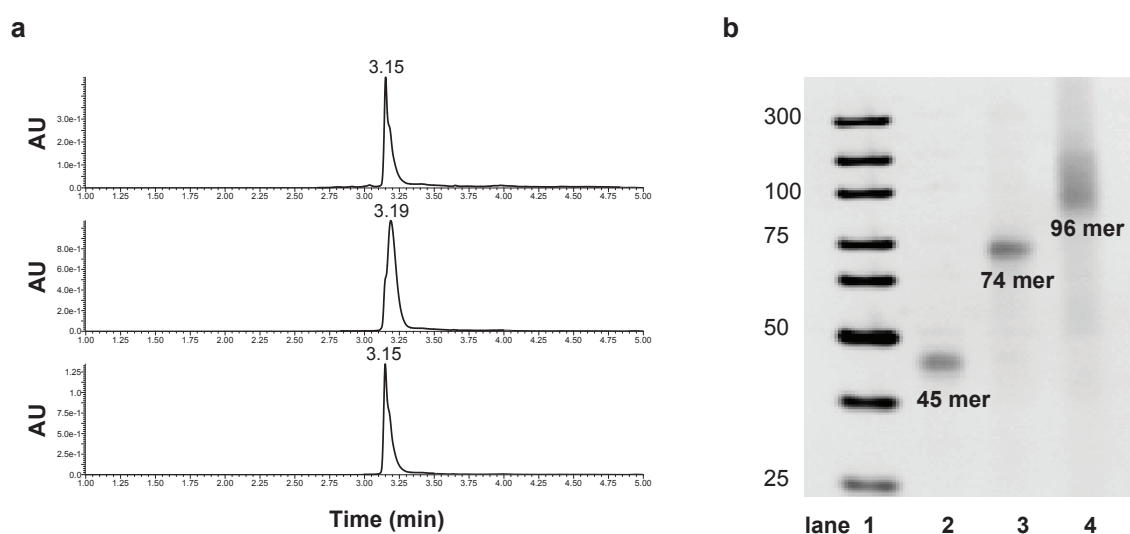 a
3.15
AU
3.0e-1
2.0e-1
1.0e-1
0.0
1.00 1.25 1.50 1.75 2.00 2.25 2.50 2.75 3.00 3.25 3.50 3.75 4.00 4.25 4.50 4.75 5.00
3.19
8.0e-1
6.0e-1
4.0e-1
2.0e-1
0.0
1.00 1.25 1.50 1.75 2.00 2.25 2.50 2.75 3.00 3.25 3.50 3.75 4.00 4.25 4.50 4.75 5.00
3.15
AU
1.25
1.0
7.5e-1
5.0e-1
2.5e-1
0.0
1.00 1.25 1.50 1.75 2.00 2.25 2.50 2.75 3.00 3.25 3.50 3.75 4.00 4.25 4.50 4.75 5.00
Time (min)
b
300
100
75
50
25
96 mer
74 mer
45 mer
lane 1 2 3 4